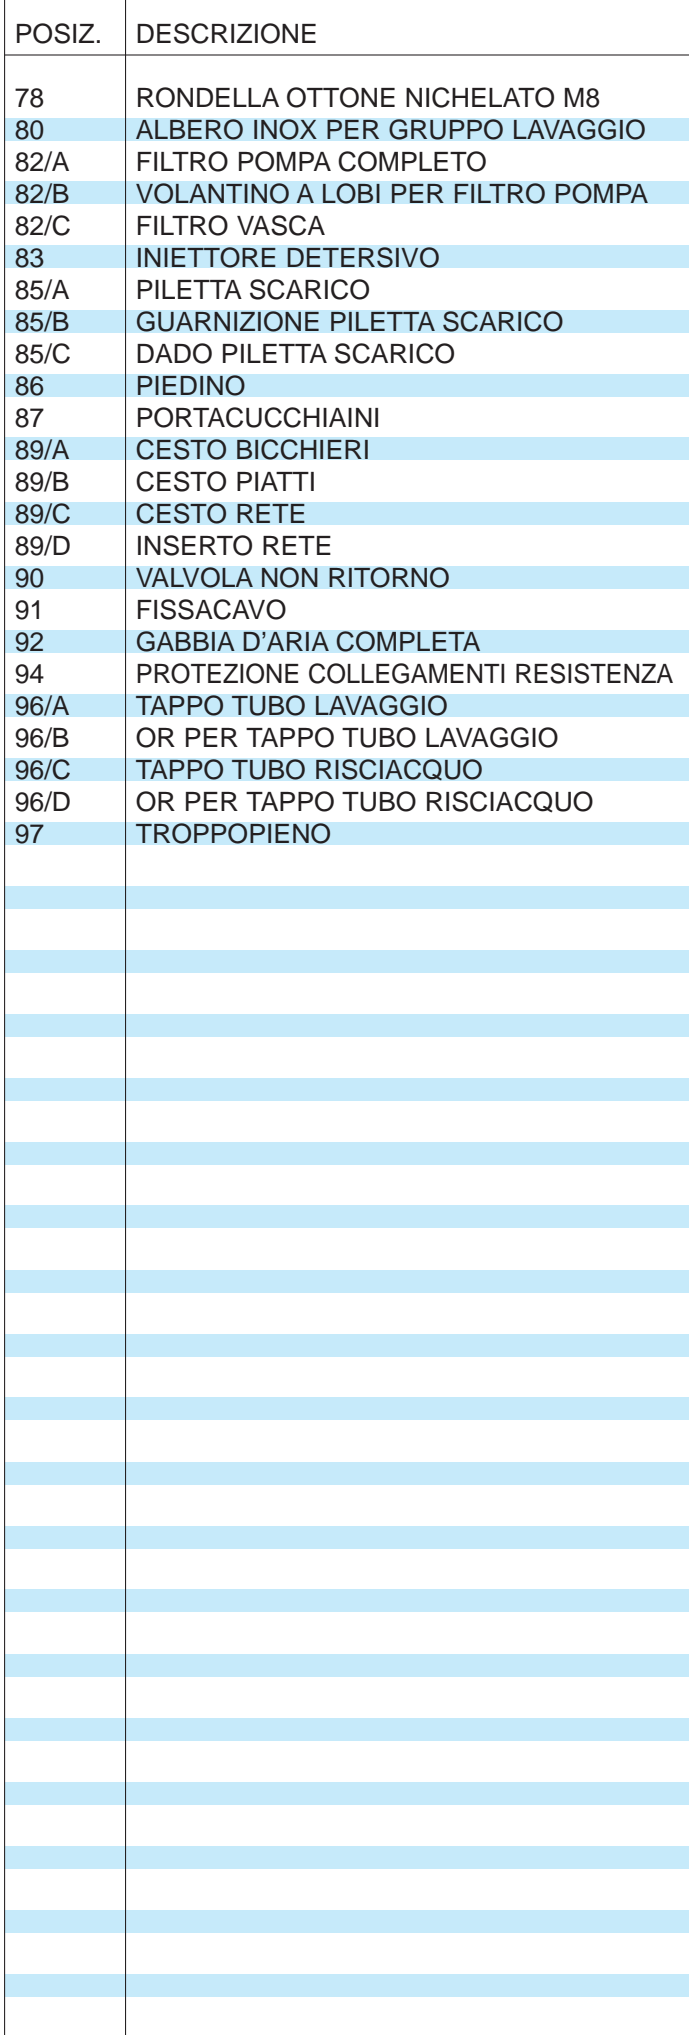 POSIZ. DESCRIZIONE
78 RONDELLA OTTONE NICHELATO M8
80 ALBERO INOX PER GRUPPO LAVAGGIO
82/A FILTRO POMPA COMPLETO
82/B VOLANTINO A LOBI PER FILTRO POMPA
82/C FILTRO VASCA
83 INIETTORE DETERSIVO
85/A PILETTA SCARICO
85/B GUARNIZIONE PILETTA SCARICO
85/C DADO PILETTA SCARICO
86 PIEDINO
87 PORTACUCCHIAINI
89/A CESTO BICCHIERI
89/B CESTO PIATTI
89/C CESTO RETE
89/D INSERTO RETE
90 VALVOLA NON RITORNO
91 FISSACAVO
92 GABBIA D'ARIA COMPLETA
94 PROTEZIONE COLLEGAMENTI RESISTENZA
96/A TAPPO TUBO LAVAGGIO
96/B OR PER TAPPO TUBO LAVAGGIO
96/C TAPPO TUBO RISCIACQUO
96/D OR PER TAPPO TUBO RISCIACQUO
97 TROPPOPIENO